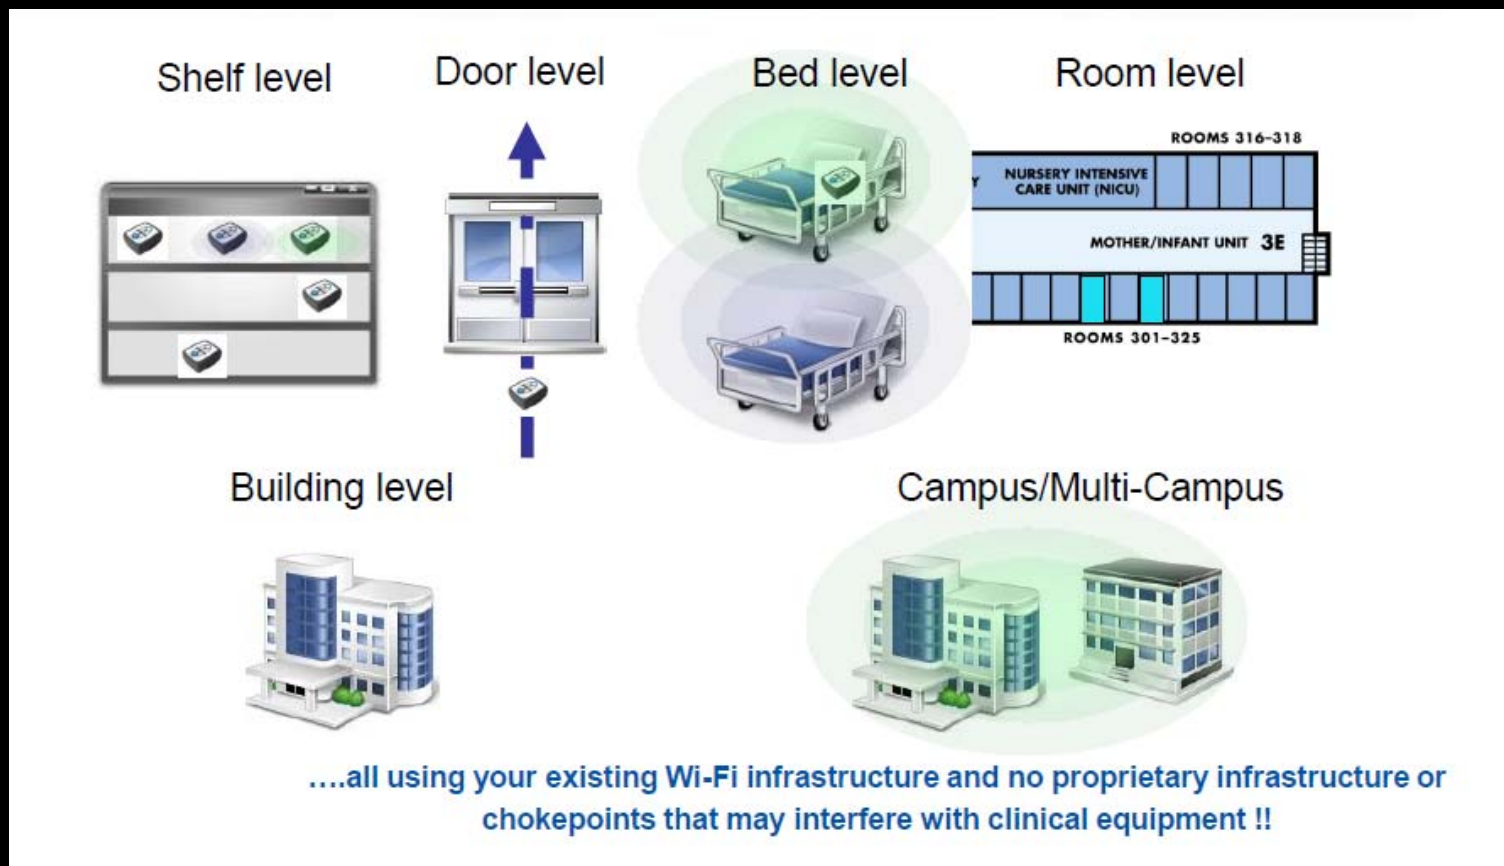 Shelf level
Door level
Bed level
Room level
ROOMS 316–318
Y
NURSERY INTENSIVE
CARE UNIT (NICU)
MOTHER/INFANT UNIT 3E
ROOMS 301–325
Building level
Campus/Multi-Campus
....all using your existing Wi-Fi infrastructure and no proprietary infrastructure or
chokepoints that may interfere with clinical equipment !!